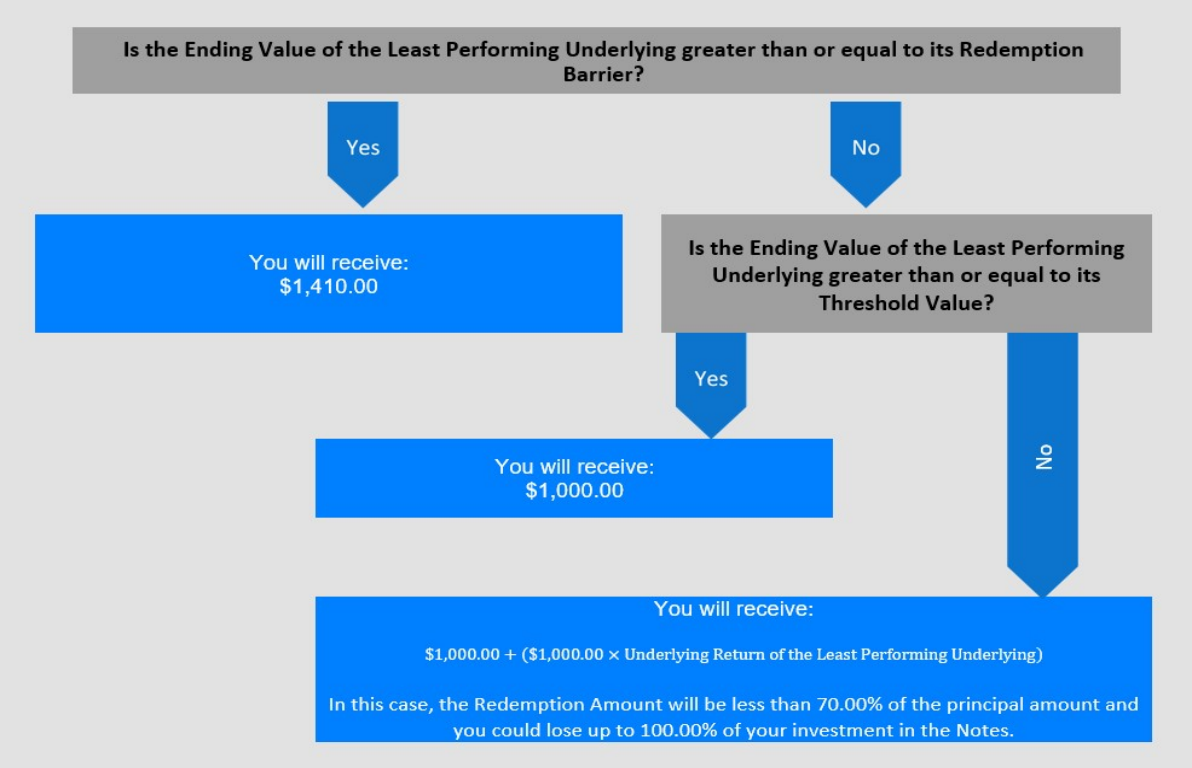 Is the Ending Value of the Least Performing Underlying greater than or equal to its Redemption
Barrier?
Yes
No
You will receive:
$1,410.00
Is the Ending Value of the Least Performing
Underlying greater than or equal to its
Threshold Value?
Yes
No
You will receive:
$1,000.00
You will receive:
$1,000.00 + ($1,000.00 × Underlying Return of the Least Performing Underlying)
In this case, the Redemption Amount will be less than 70.00% of the principal amount and
you could lose up to 100.00% of your investment in the Notes.